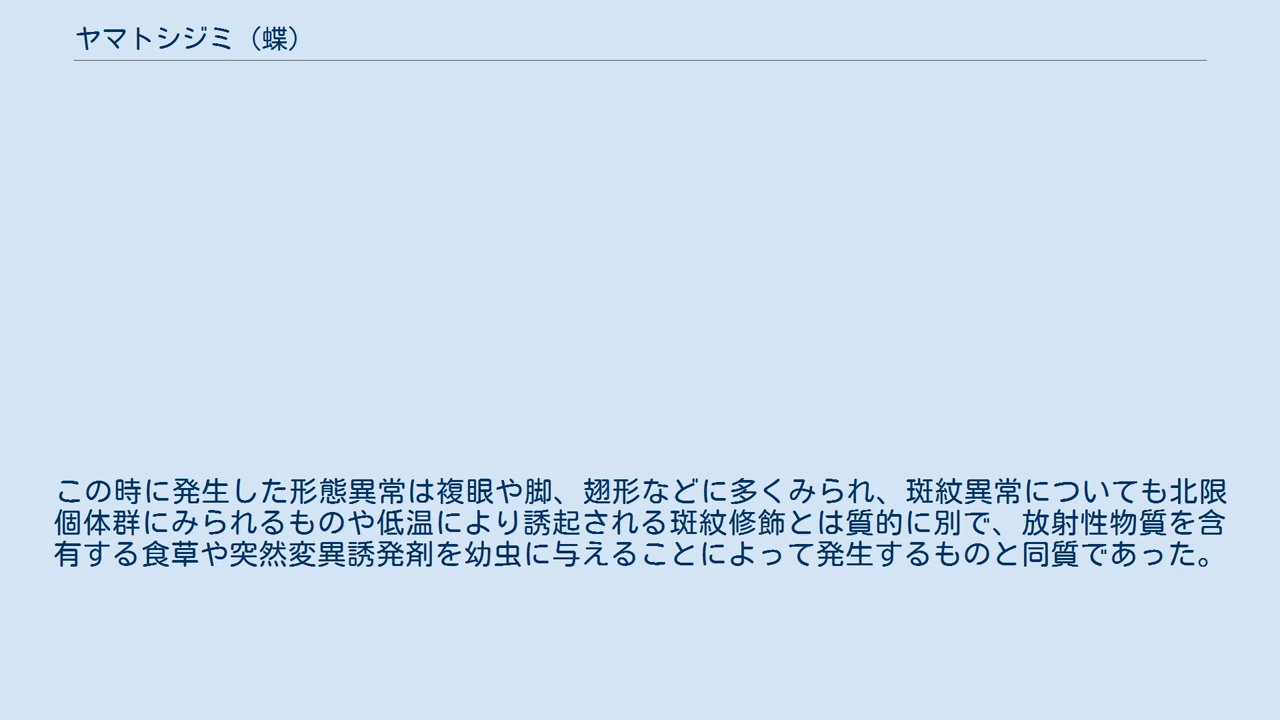 ヤマトシジミ（蝶）
この時に発生した形態異常は複眼や脚、翅形などに多くみられ、斑紋異常についても北限
個体群にみられるものや低温により誘起される斑紋修飾とは質的に別で、放射性物質を含
有する食草や突然変異誘発剤を幼虫に与えることによって発生するものと同質であった。